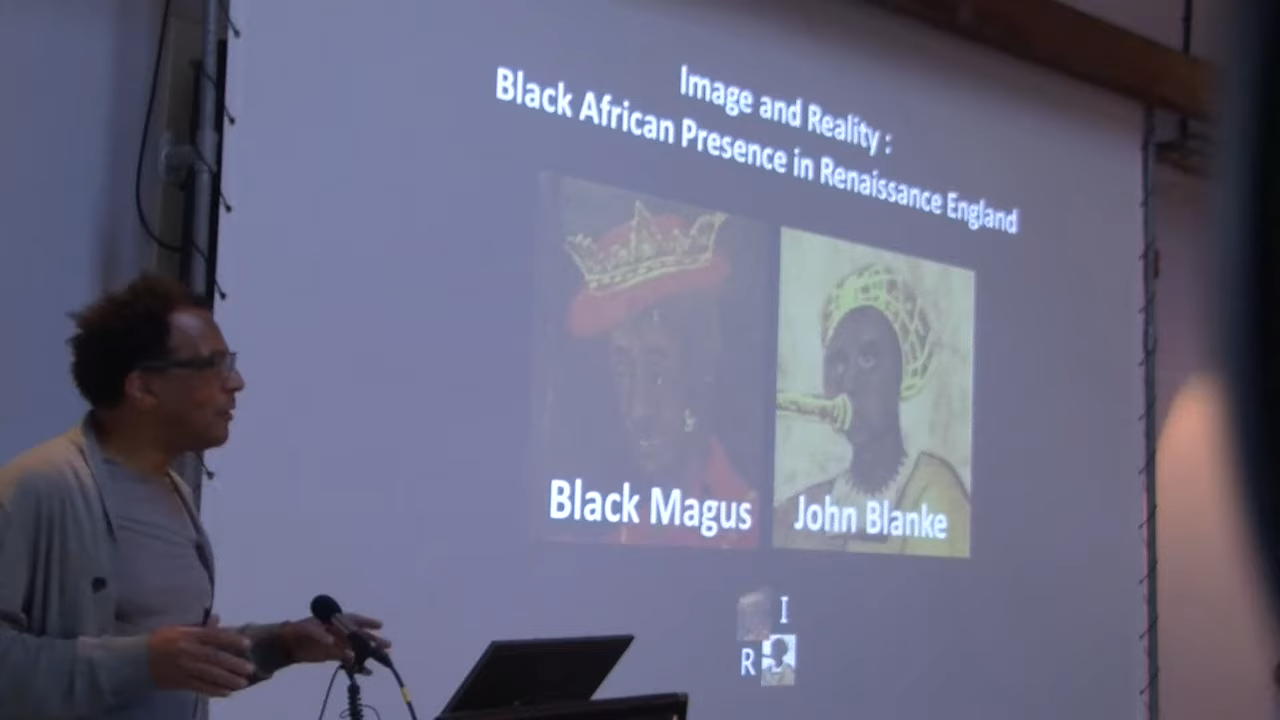 Image and Reality :
Black African Presence in Renaissance England
Black Magus
John Blanke
I
R